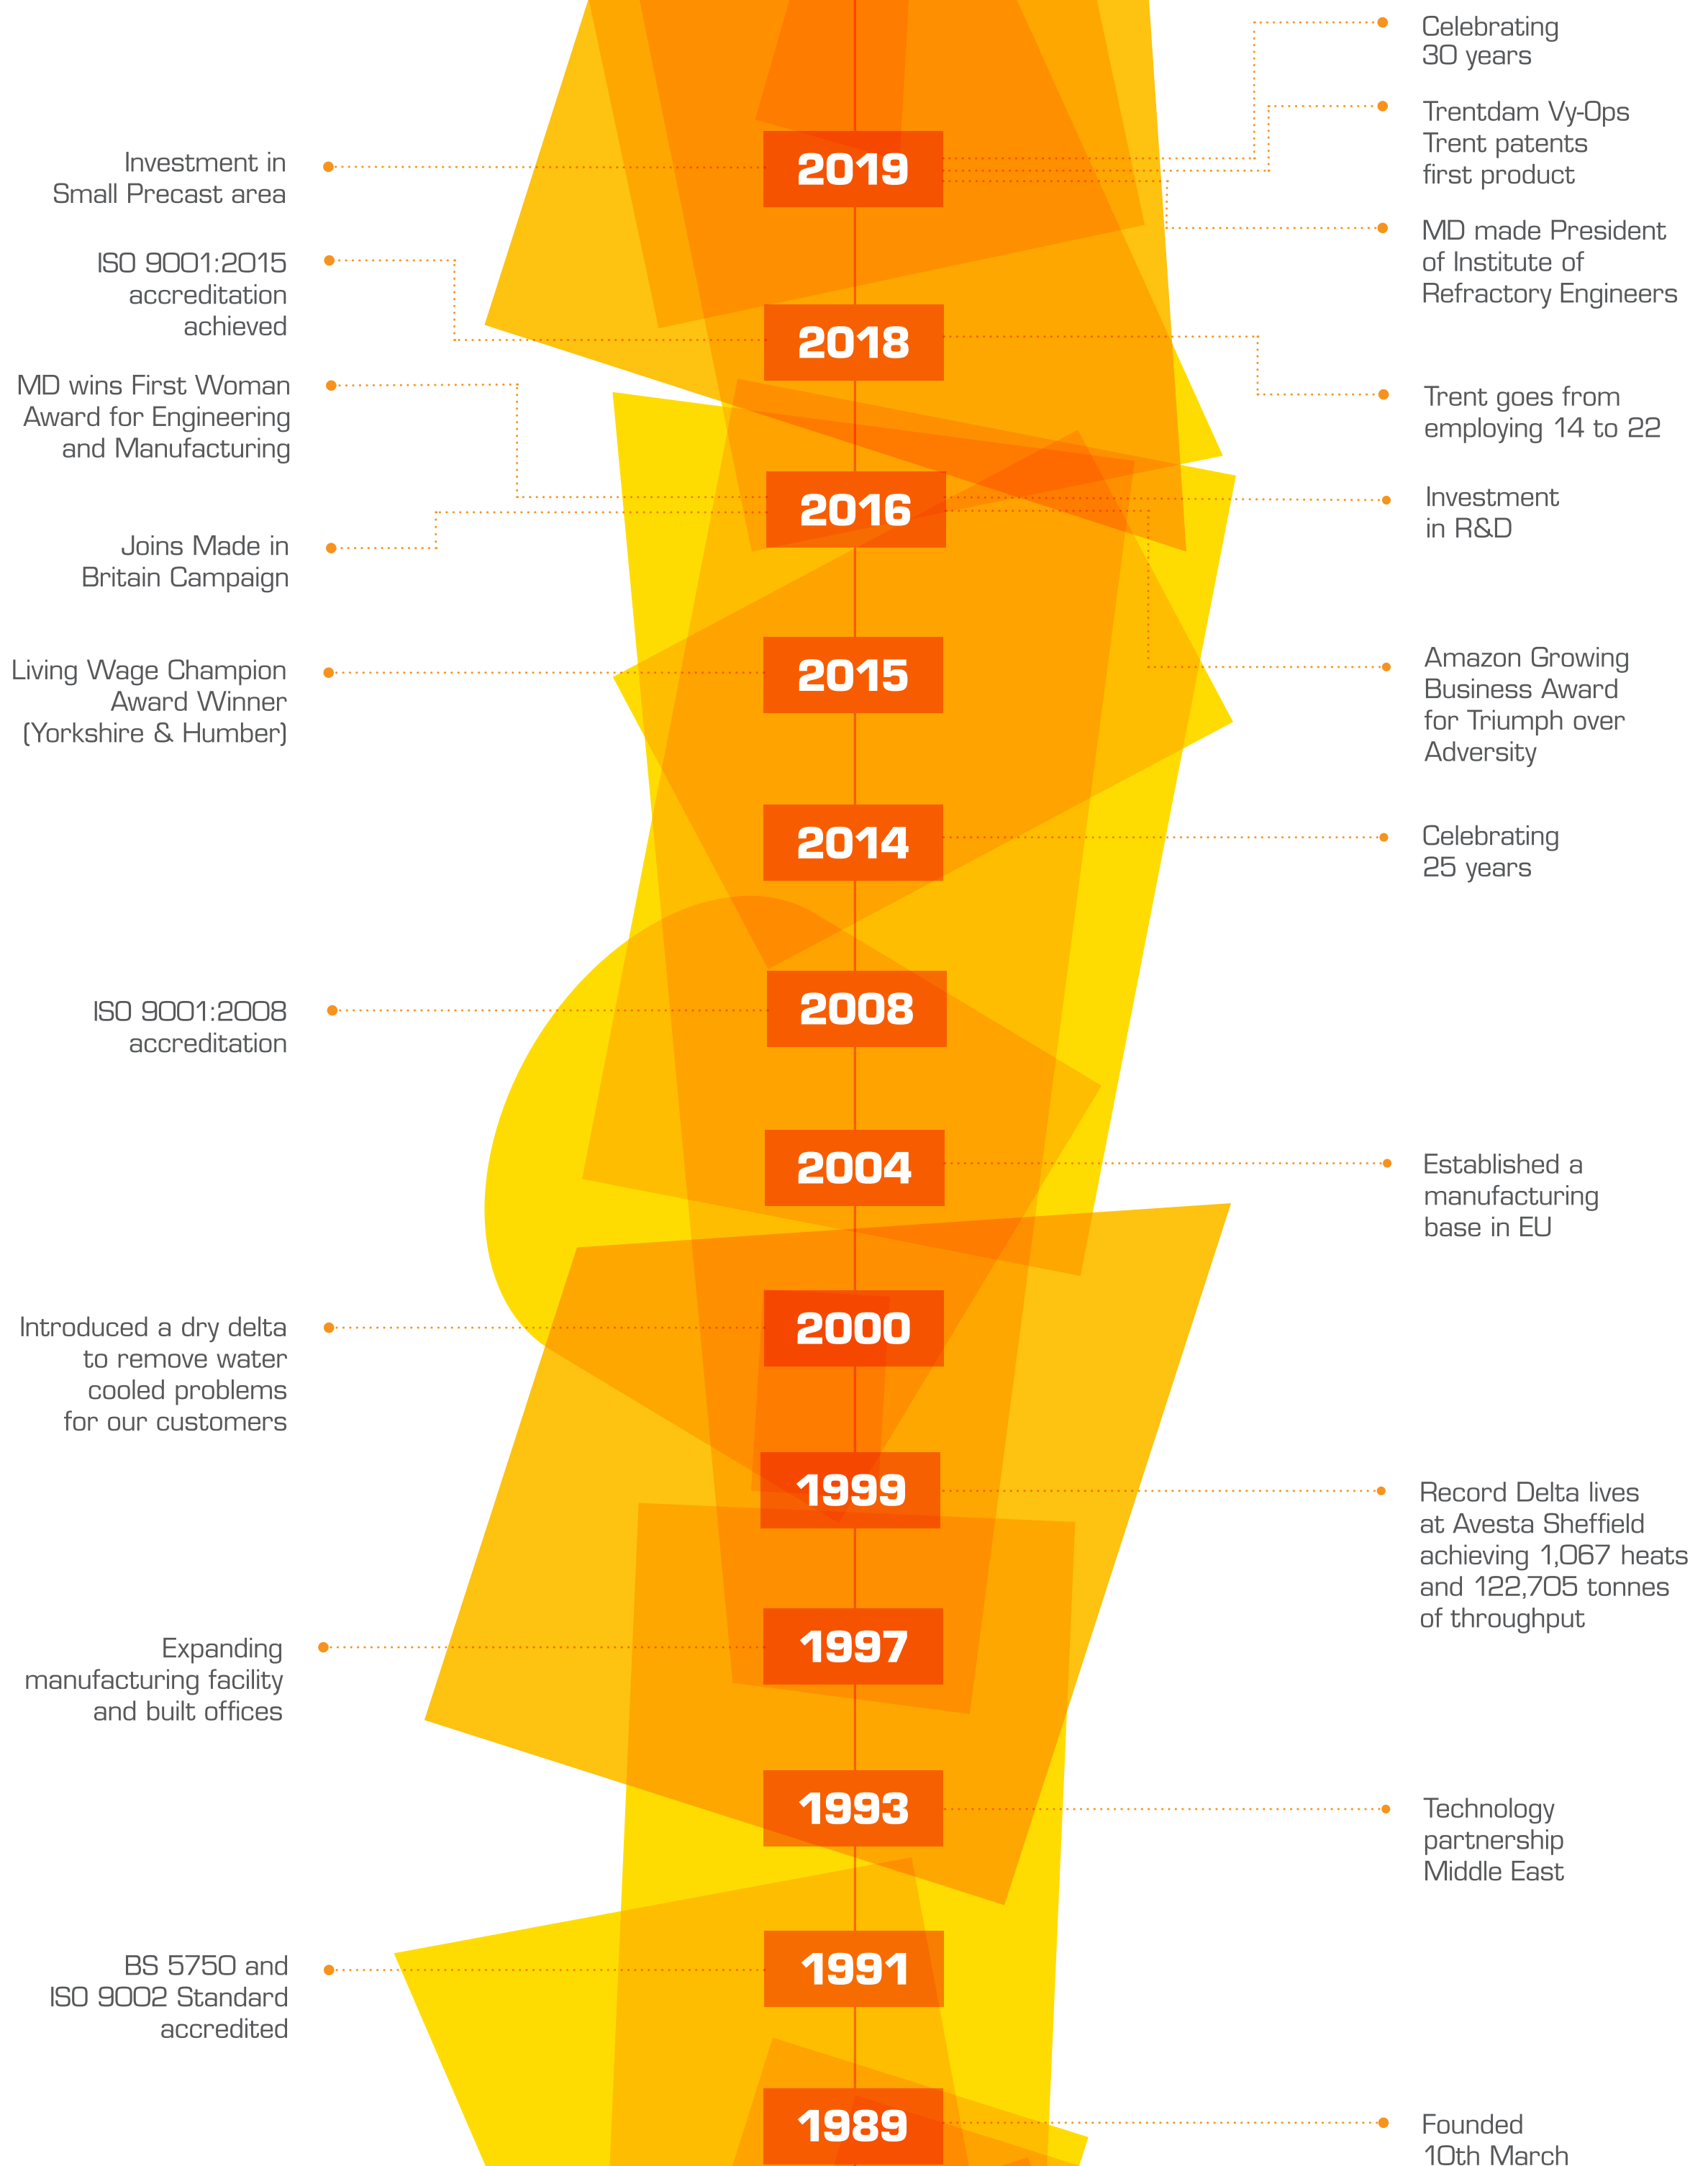 Celebrating
30 years
Trentdam Vy-Ops
Trent patents
first product
2019
Investment in
Small Precast area
MD made President
of Institute of
Refractory Engineers
ISO 9001:2015
accreditation
achieved
2018
Trent goes from
employing 14 to 22
MD wins First Woman
Award for Engineering
and Manufacturing
2016
Investment
in R&D
Joins Made in
Britain Campaign
Amazon Growing
Business Award
for Triumph over
Adversity
Living Wage Champion
Award Winner
(Yorkshire & Humber)
2015
2014
Celebrating
25 years
ISO 9001:2008
accreditation
2008
2004
Established a
manufacturing
base in EU
Introduced a dry delta
to remove water
cooled problems
for our customers
2000
1999
Record Delta lives
at Avesta Sheffield
achieving 1,067 heats
and 122,705 tonnes
of throughput
Expanding
manufacturing facility
and built offices
1997
1993
Technology
partnership
Middle East
BS 5750 and
ISO 9002 Standard
accredited
1991
1989
Founded
10th March